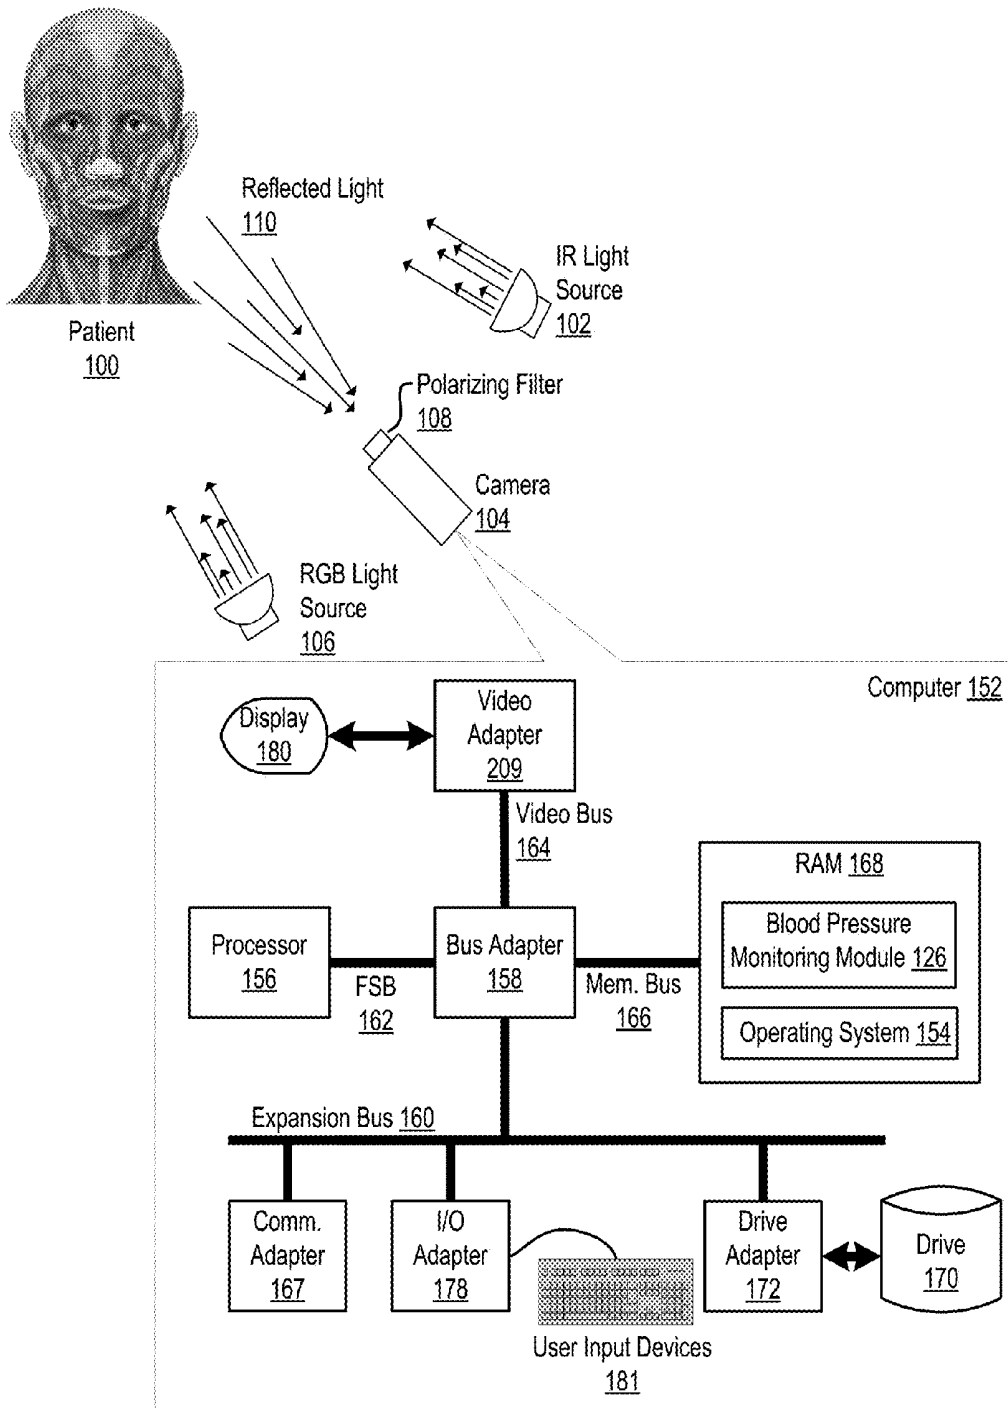 Reflected Light
110
IR Light
Source
102
Patient
100
Polarizing Filter
108
Camera
104
RGB Light
Source
106
Computer 152
Display
180
Video
Adapter
209
Video Bus
164
RAM 168
Blood Pressure
Monitoring Module 126
Operating System 154
Processor
156
FSB
162
Bus Adapter
158
Mem. Bus
166
Expansion Bus 160
Comm.
Adapter
167
I/O
Adapter
178
User Input Devices
181
Drive
Adapter
172
Drive
170